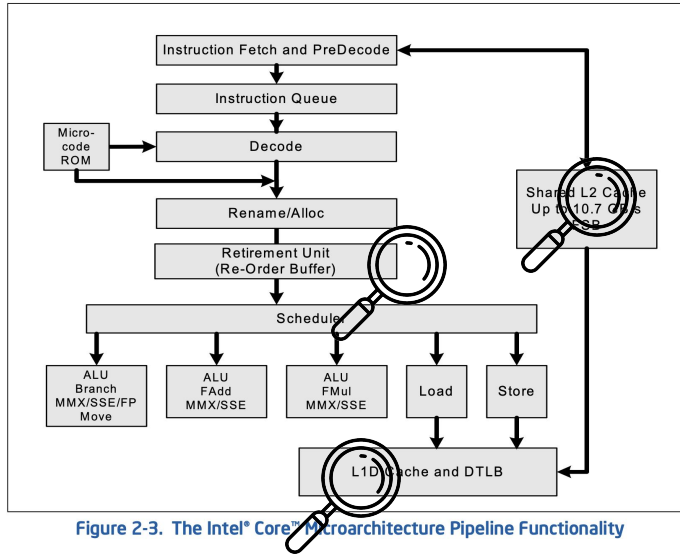 Instruction Fetch and PreDecode
Instruction Queue
Micro-
code
ROM
Decode
Shared L2 Cache
Up to 10.7 GB/s
FSB
Rename/Alloc
Retirement Unit
(Re-Order Buffer)
Scheduler
ALU
Branch
MMX/SSE/FP
Move
ALU
FAdd
MMX/SSE
ALU
FMul
MMX/SSE
Load
Store
L1D Cache and DTLB
Figure 2-3. The Intel® Core™ Microarchitecture Pipeline Functionality